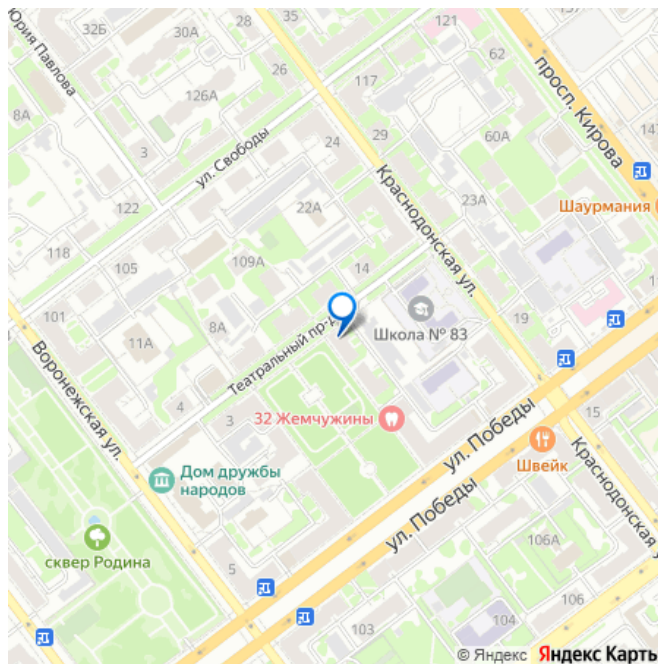 Юрия Павлова
32Б
30А
28
35
121
просп. Кирова
26
126А
117
62
8А
3
ул. Свободы
24
29
60А
122
22А
Краснодонская ул.
23А
Шаурмания
118
105
109А
14
101
8А
Школа № 83
19
11А
Театральный пр-д
Воронежская ул.
4
3
32 Жемчужины
ул. Победы
15
Швейк
Дом дружбы
народов
ул. Победы
Краснодонская у
106А
сквер Родина
5
106
104
103
© Яндекс
Яндекс Карты